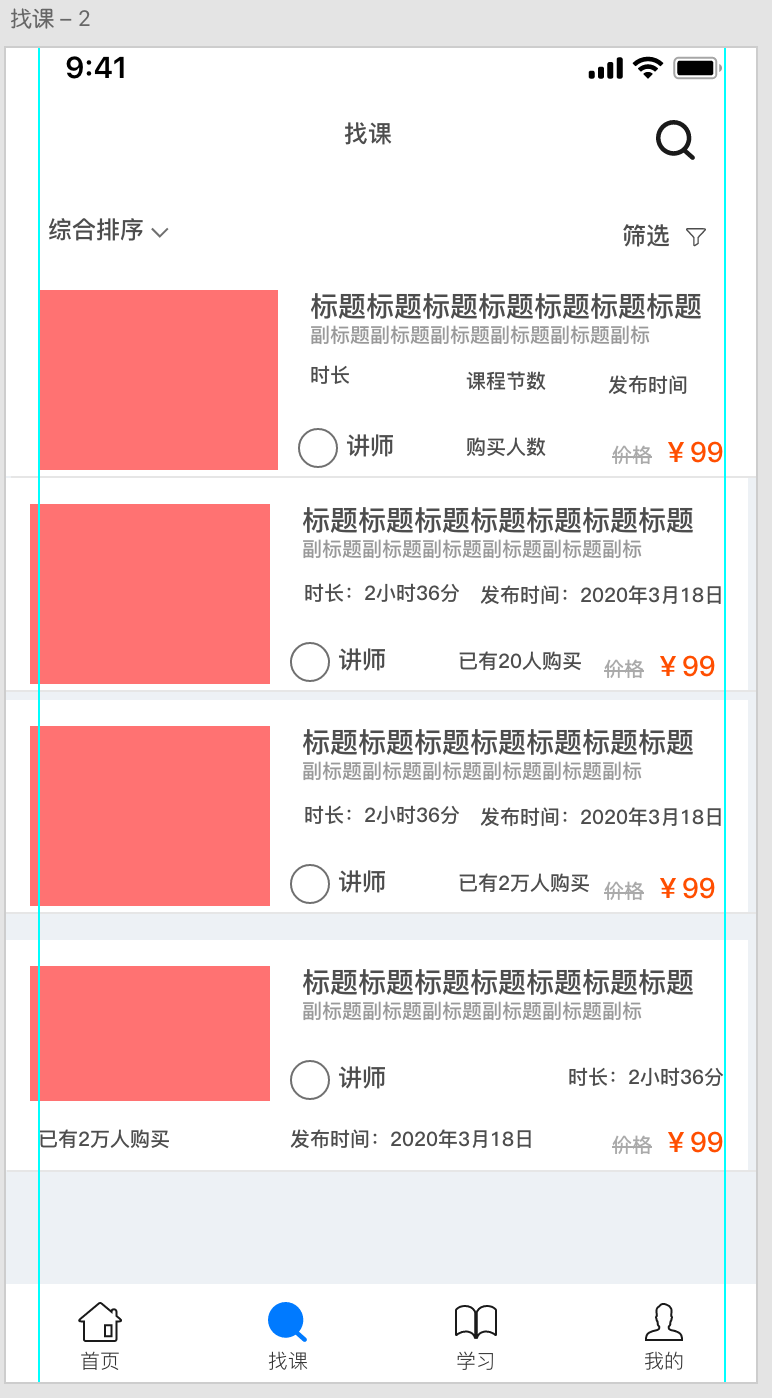 找课 – 2
9:41
找课
综合排序
筛选
标题标题标题标题标题标题标题
副标题副标题副标题副标题副标题副标
时长 课程节数 发布时间
讲师 购买人数 价格 ¥ 99
标题标题标题标题标题标题标题
副标题副标题副标题副标题副标题副标
时长：2小时36分 发布时间：2020年3月18日
讲师 已有20人购买 价格 ¥ 99
标题标题标题标题标题标题标题
副标题副标题副标题副标题副标题副标
时长：2小时36分 发布时间：2020年3月18日
讲师 已有2万人购买 价格 ¥ 99
标题标题标题标题标题标题标题
副标题副标题副标题副标题副标题副标
讲师 时长：2小时36分
已有2万人购买 发布时间：2020年3月18日 价格 ¥ 99
首页 找课 学习 我的